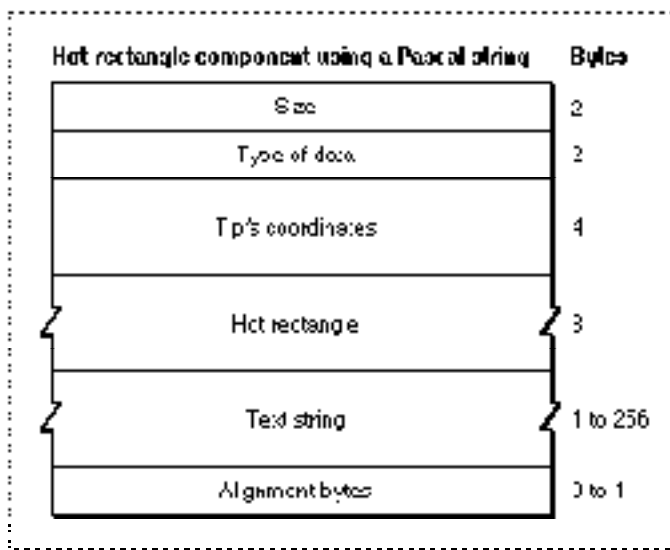 Hot rectangle component using a Pascal string Bytes
Size 2
Type of data 2
Tip's coordinates 4
Hot rectangle 8
Text string 1 to 256
Alignment bytes 0 to 1